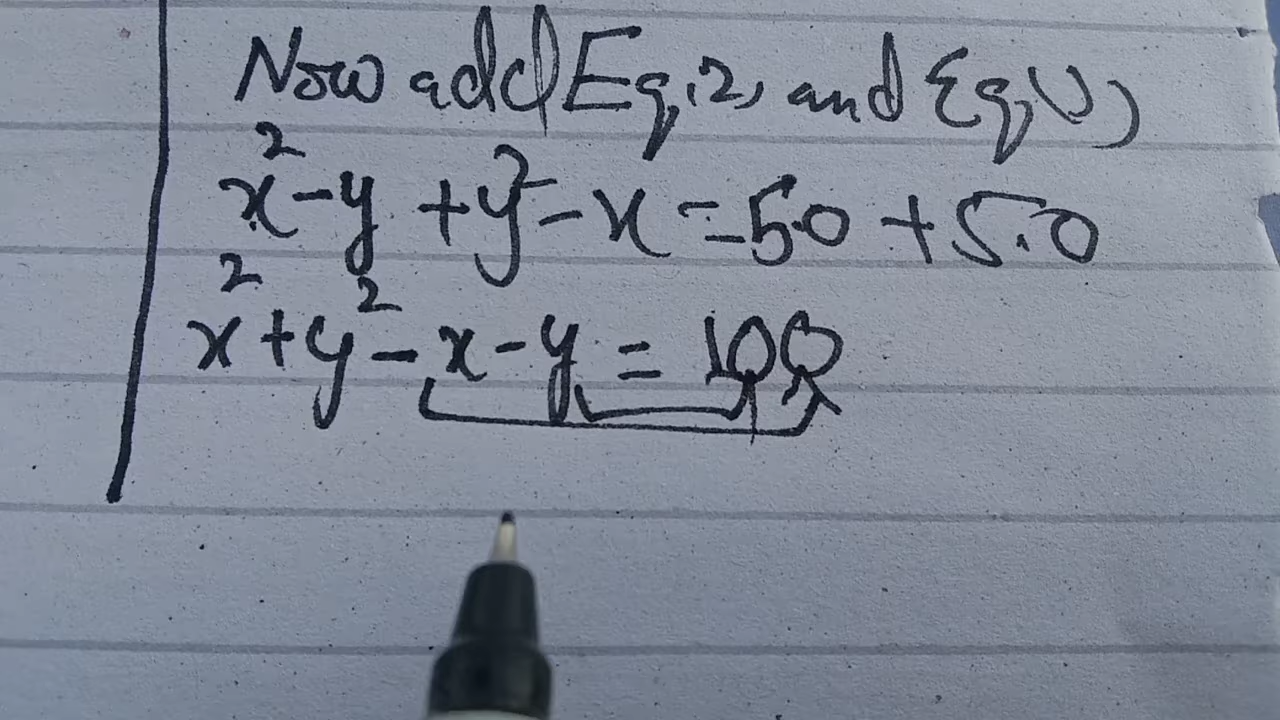 Now add Eq,2, and Eq,1,
x² - y + y² - x = 50 + 50
x² + y² - x - y = 100